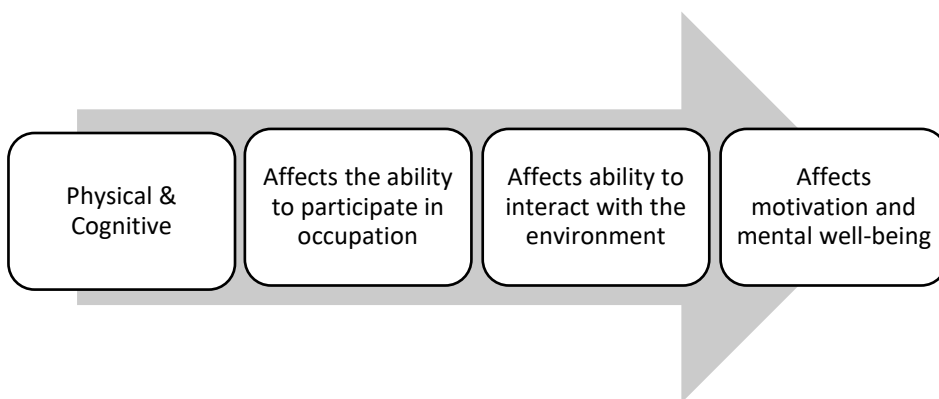 Physical &
Cognitive
Affects the ability
to participate in
occupation
Affects ability to
interact with the
environment
Affects
motivation and
mental well-being